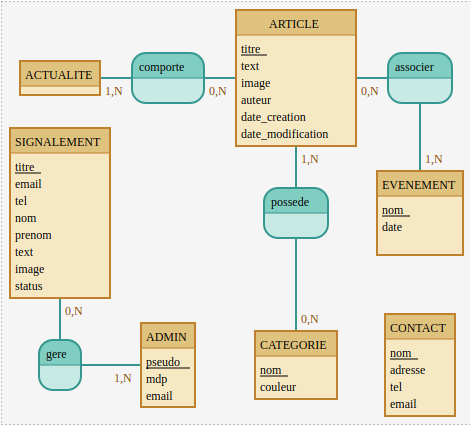 ARTICLE
titre
text
image
auteur
date_creation
date_modification
ACTUALITE
1,N
comporte
0,N
0,N
associer
1,N
EVENEMENT
nom
date
SIGNALEMENT
titre
email
tel
nom
prenom
text
image
status
1,N
possede
0,N
0,N
gere
1,N
ADMIN
pseudo
mdp
email
CATEGORIE
nom
couleur
CONTACT
nom
adresse
tel
email